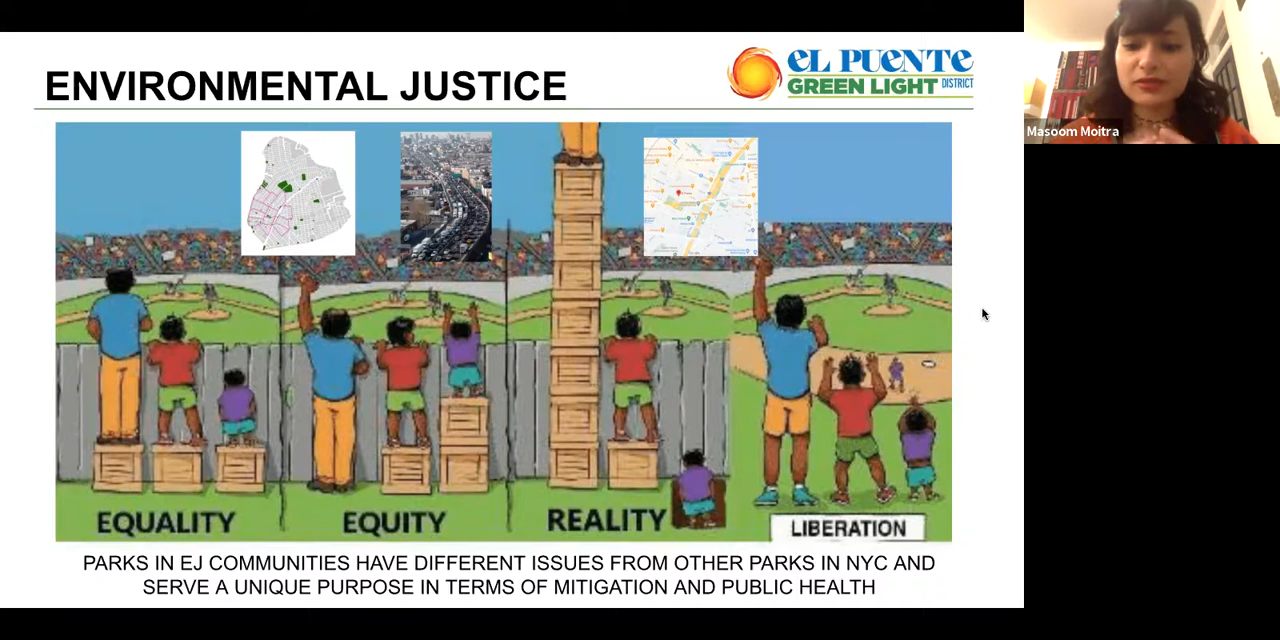 ENVIRONMENTAL JUSTICE
EL PUENTE
GREEN LIGHT DISTRICT
Masoom Moitra
EQUALITY
EQUITY
REALITY
LIBERATION
PARKS IN EJ COMMUNITIES HAVE DIFFERENT ISSUES FROM OTHER PARKS IN NYC AND
SERVE A UNIQUE PURPOSE IN TERMS OF MITIGATION AND PUBLIC HEALTH